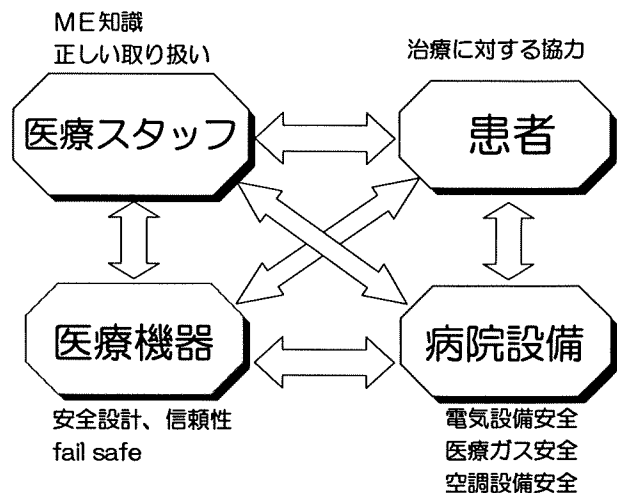 ME知識
正しい取り扱い
治療に対する協力
医療スタッフ
患者
医療機器
病院設備
安全設計、信頼性
fail safe
電気設備安全
医療ガス安全
空調設備安全